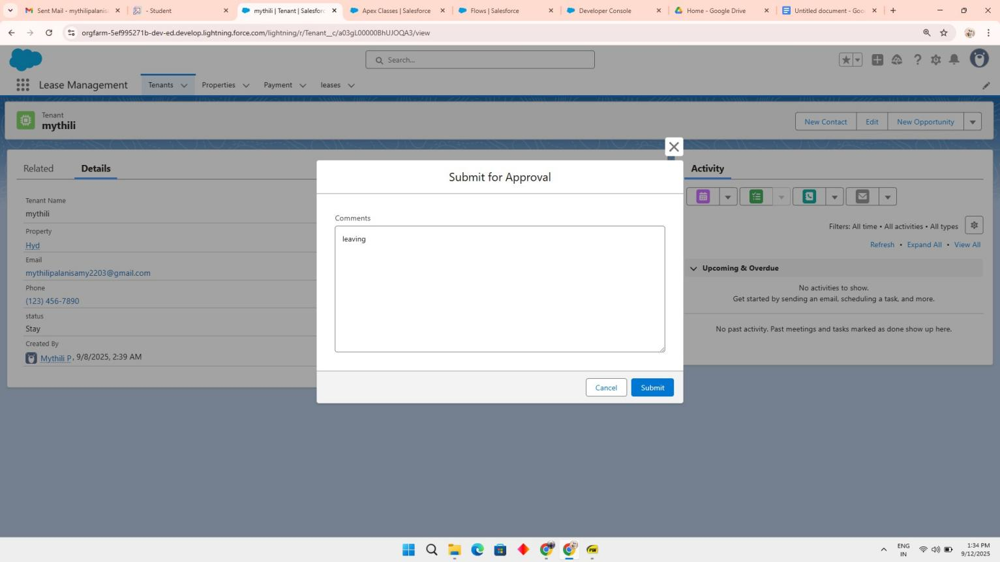 Sent Mail - mythilipalanis
- Student
mythili | Tenant | Salesforc
Apex Classes | Salesforce
Flows | Salesforce
Developer Console
Home - Google Drive
Untitled document - Goo
orgfarm-5ef995271b-dev-ed.develop.lightning.force.com/lightning/r/Tenant__c/a03gL00000BhUJOQA3/view
Search...
Lease Management
Tenants
Properties
Payment
leases
Tenant
mythili
New Contact
Edit
New Opportunity
Related
Details
Submit for Approval
Activity
Tenant Name
mythili
Property
Hyd
Email
mythilipalanisamy2203@gmail.com
Phone
(123) 456-7890
status
Stay
Created By
Mythili P, 9/8/2025, 2:39 AM
Comments
leaving
Cancel
Submit
Filters: All time • All activities • All types
Refresh • Expand All • View All
Upcoming & Overdue
No activities to show.
Get started by sending an email, scheduling a task, and more.
No past activity. Past meetings and tasks marked as done show up here.
ENG
IN
1:34 PM
9/12/2025